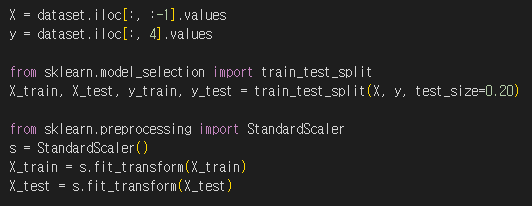 X = dataset.iloc[:, :-1].values
y = dataset.iloc[:, 4].values
from sklearn.model_selection import train_test_split
X_train, X_test, y_train, y_test = train_test_split(X, y, test_size=0.20)
from sklearn.preprocessing import StandardScaler
s = StandardScaler()
X_train = s.fit_transform(X_train)
X_test = s.fit_transform(X_test)